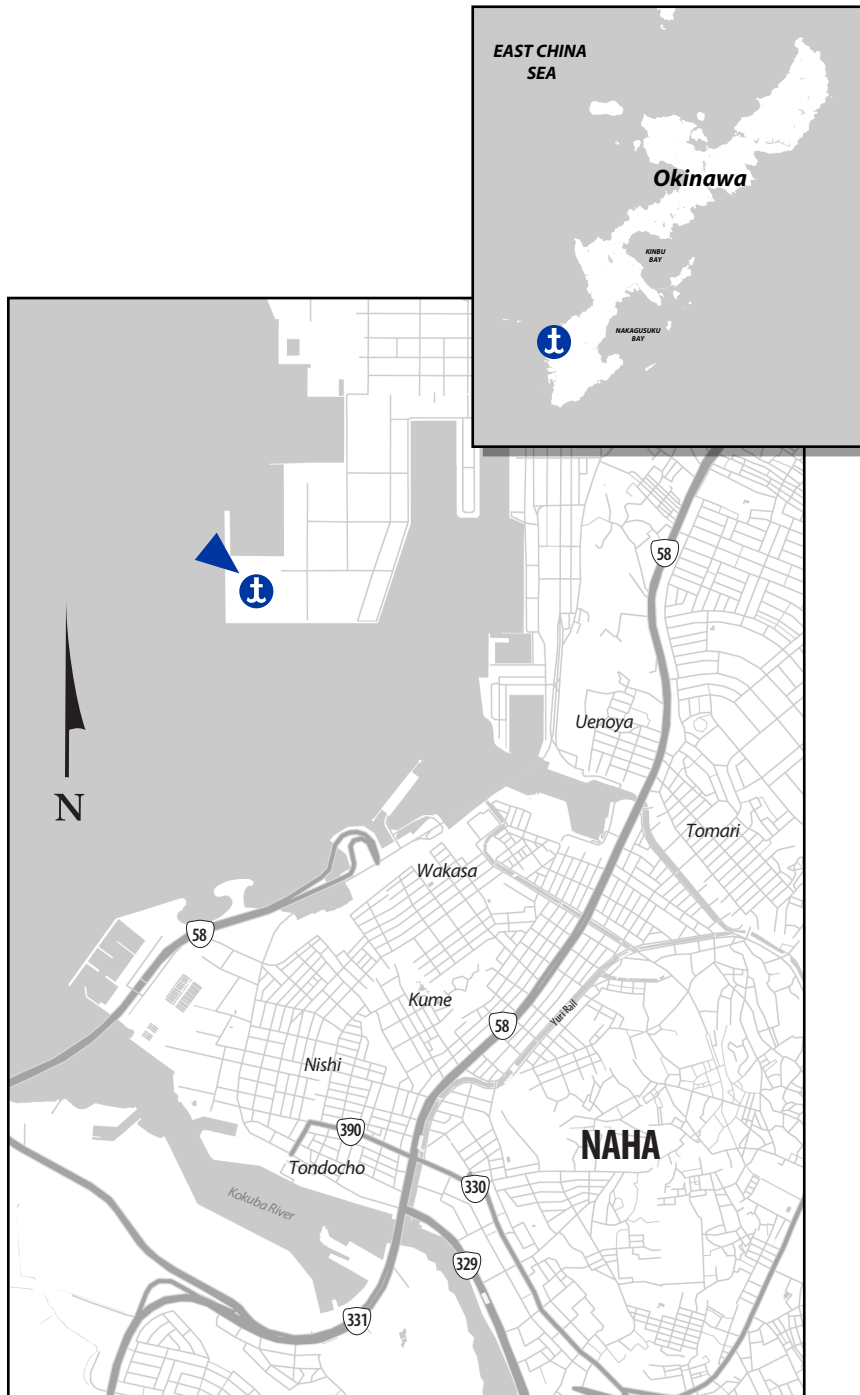 EAST CHINA
SEA
Okinawa
KINBU
BAY
NAKAGUSUKU
BAY
58
N
Uenoya
Tomari
Wakasa
58
Kume
58
Yuri Rail
Nishi
390
NAHA
Tondocho
330
Kokuba River
329
331